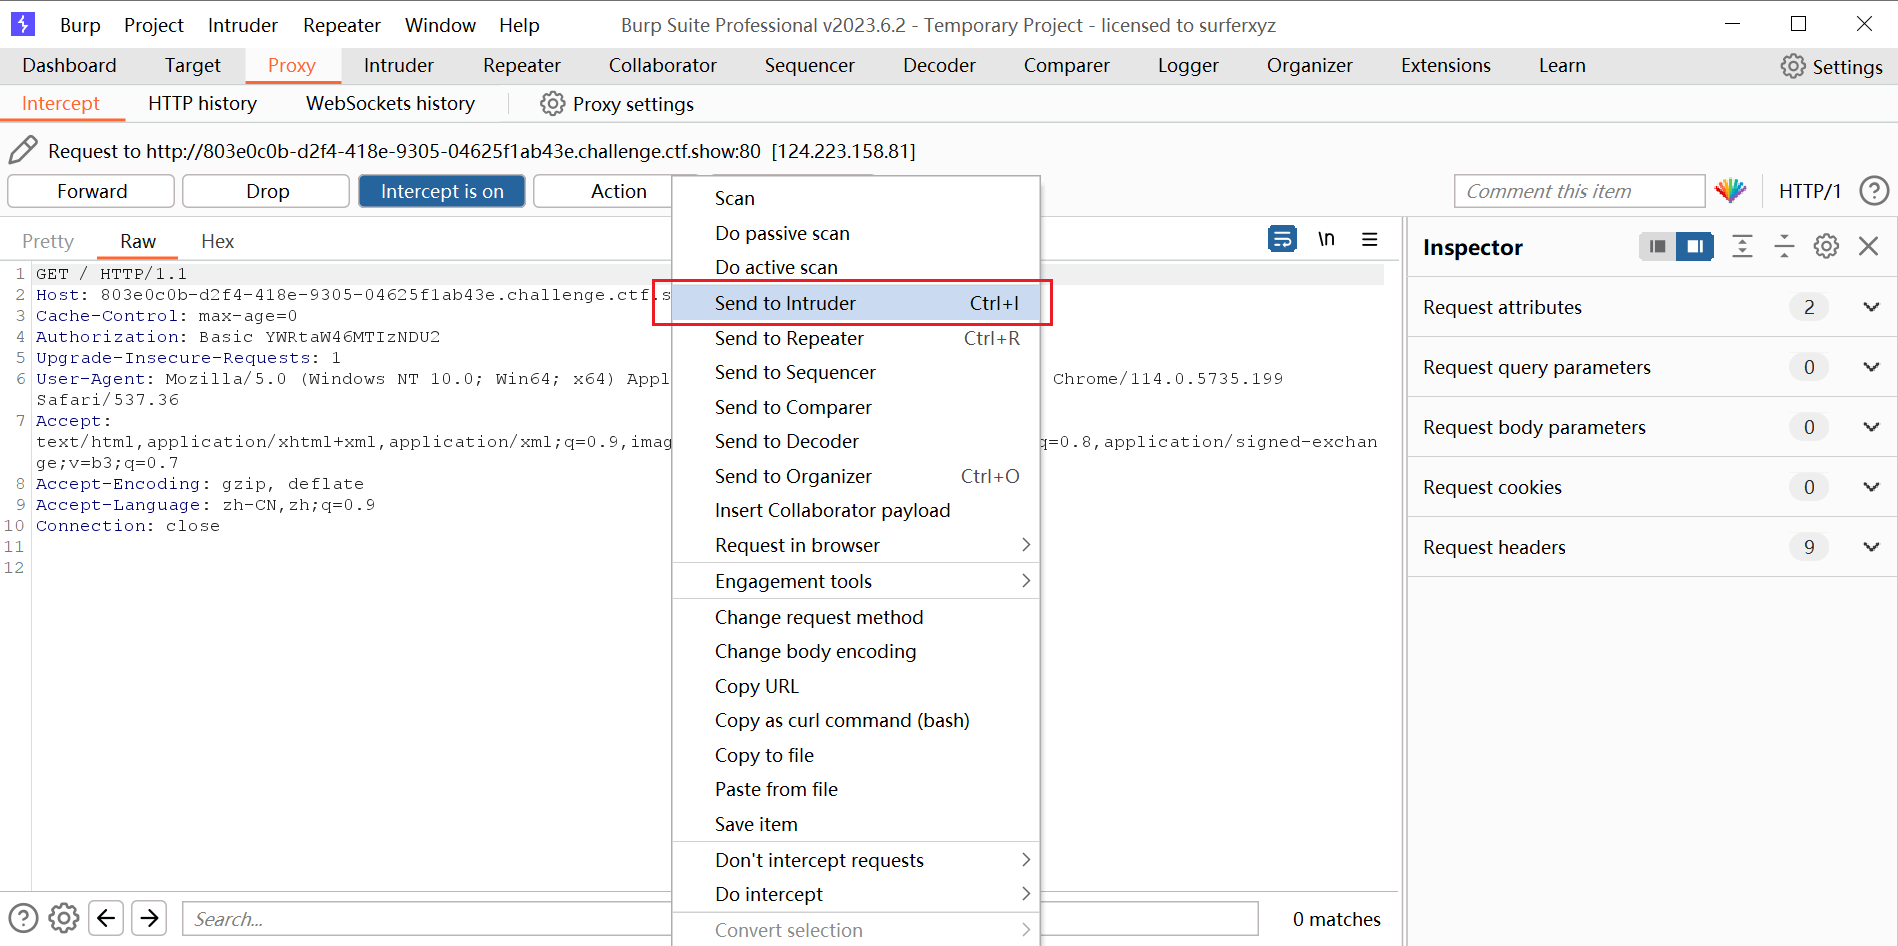 Burp Project Intruder Repeater Window Help Burp Suite Professional v2023.6.2 - Temporary Project - licensed to surferxyz
Dashboard Target Proxy Intruder Repeater Collaborator Sequencer Decoder Comparer Logger Organizer Extensions Learn Settings
Intercept HTTP history WebSockets history Proxy settings
Request to http://803e0c0b-d2f4-418e-9305-04625f1ab43e.challenge.ctf.show:80 [124.223.158.81]
Forward Drop Intercept is on Action Comment this item HTTP/1
Pretty Raw Hex \n
1 GET / HTTP/1.1
2 Host: 803e0c0b-d2f4-418e-9305-04625f1ab43e.challenge.ctf.s
3 Cache-Control: max-age=0
4 Authorization: Basic YWRtaW46MTIzNDU2
5 Upgrade-Insecure-Requests: 1
6 User-Agent: Mozilla/5.0 (Windows NT 10.0; Win64; x64) Appl Chrome/114.0.5735.199
Safari/537.36
7 Accept:
text/html,application/xhtml+xml,application/xml;q=0.9,imag q=0.8,application/signed-exchan
ge;v=b3;q=0.7
8 Accept-Encoding: gzip, deflate
9 Accept-Language: zh-CN,zh;q=0.9
10 Connection: close
11
12
Scan
Do passive scan
Do active scan
Send to Intruder Ctrl+I
Send to Repeater Ctrl+R
Send to Sequencer
Send to Comparer
Send to Decoder
Send to Organizer Ctrl+O
Insert Collaborator payload
Request in browser
Engagement tools
Change request method
Change body encoding
Copy URL
Copy as curl command (bash)
Copy to file
Paste from file
Save item
Don't intercept requests
Do intercept
Convert selection
Inspector
Request attributes 2
Request query parameters 0
Request body parameters 0
Request cookies 0
Request headers 9
Search... 0 matches